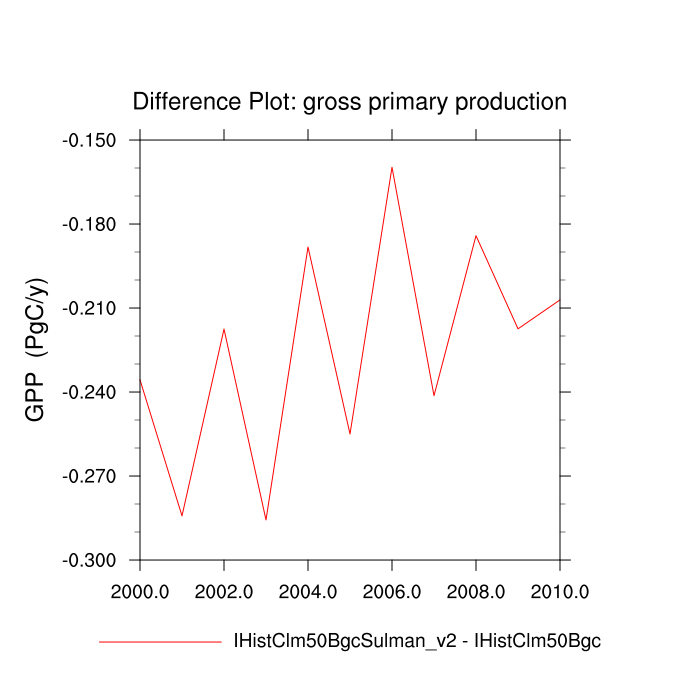 Difference Plot: gross primary production
GPP  (PgC/y)
-0.150
-0.180
-0.210
-0.240
-0.270
-0.300
2000.0 2002.0 2004.0 2006.0 2008.0 2010.0
IHistClm50BgcSulman_v2 - IHistClm50Bgc